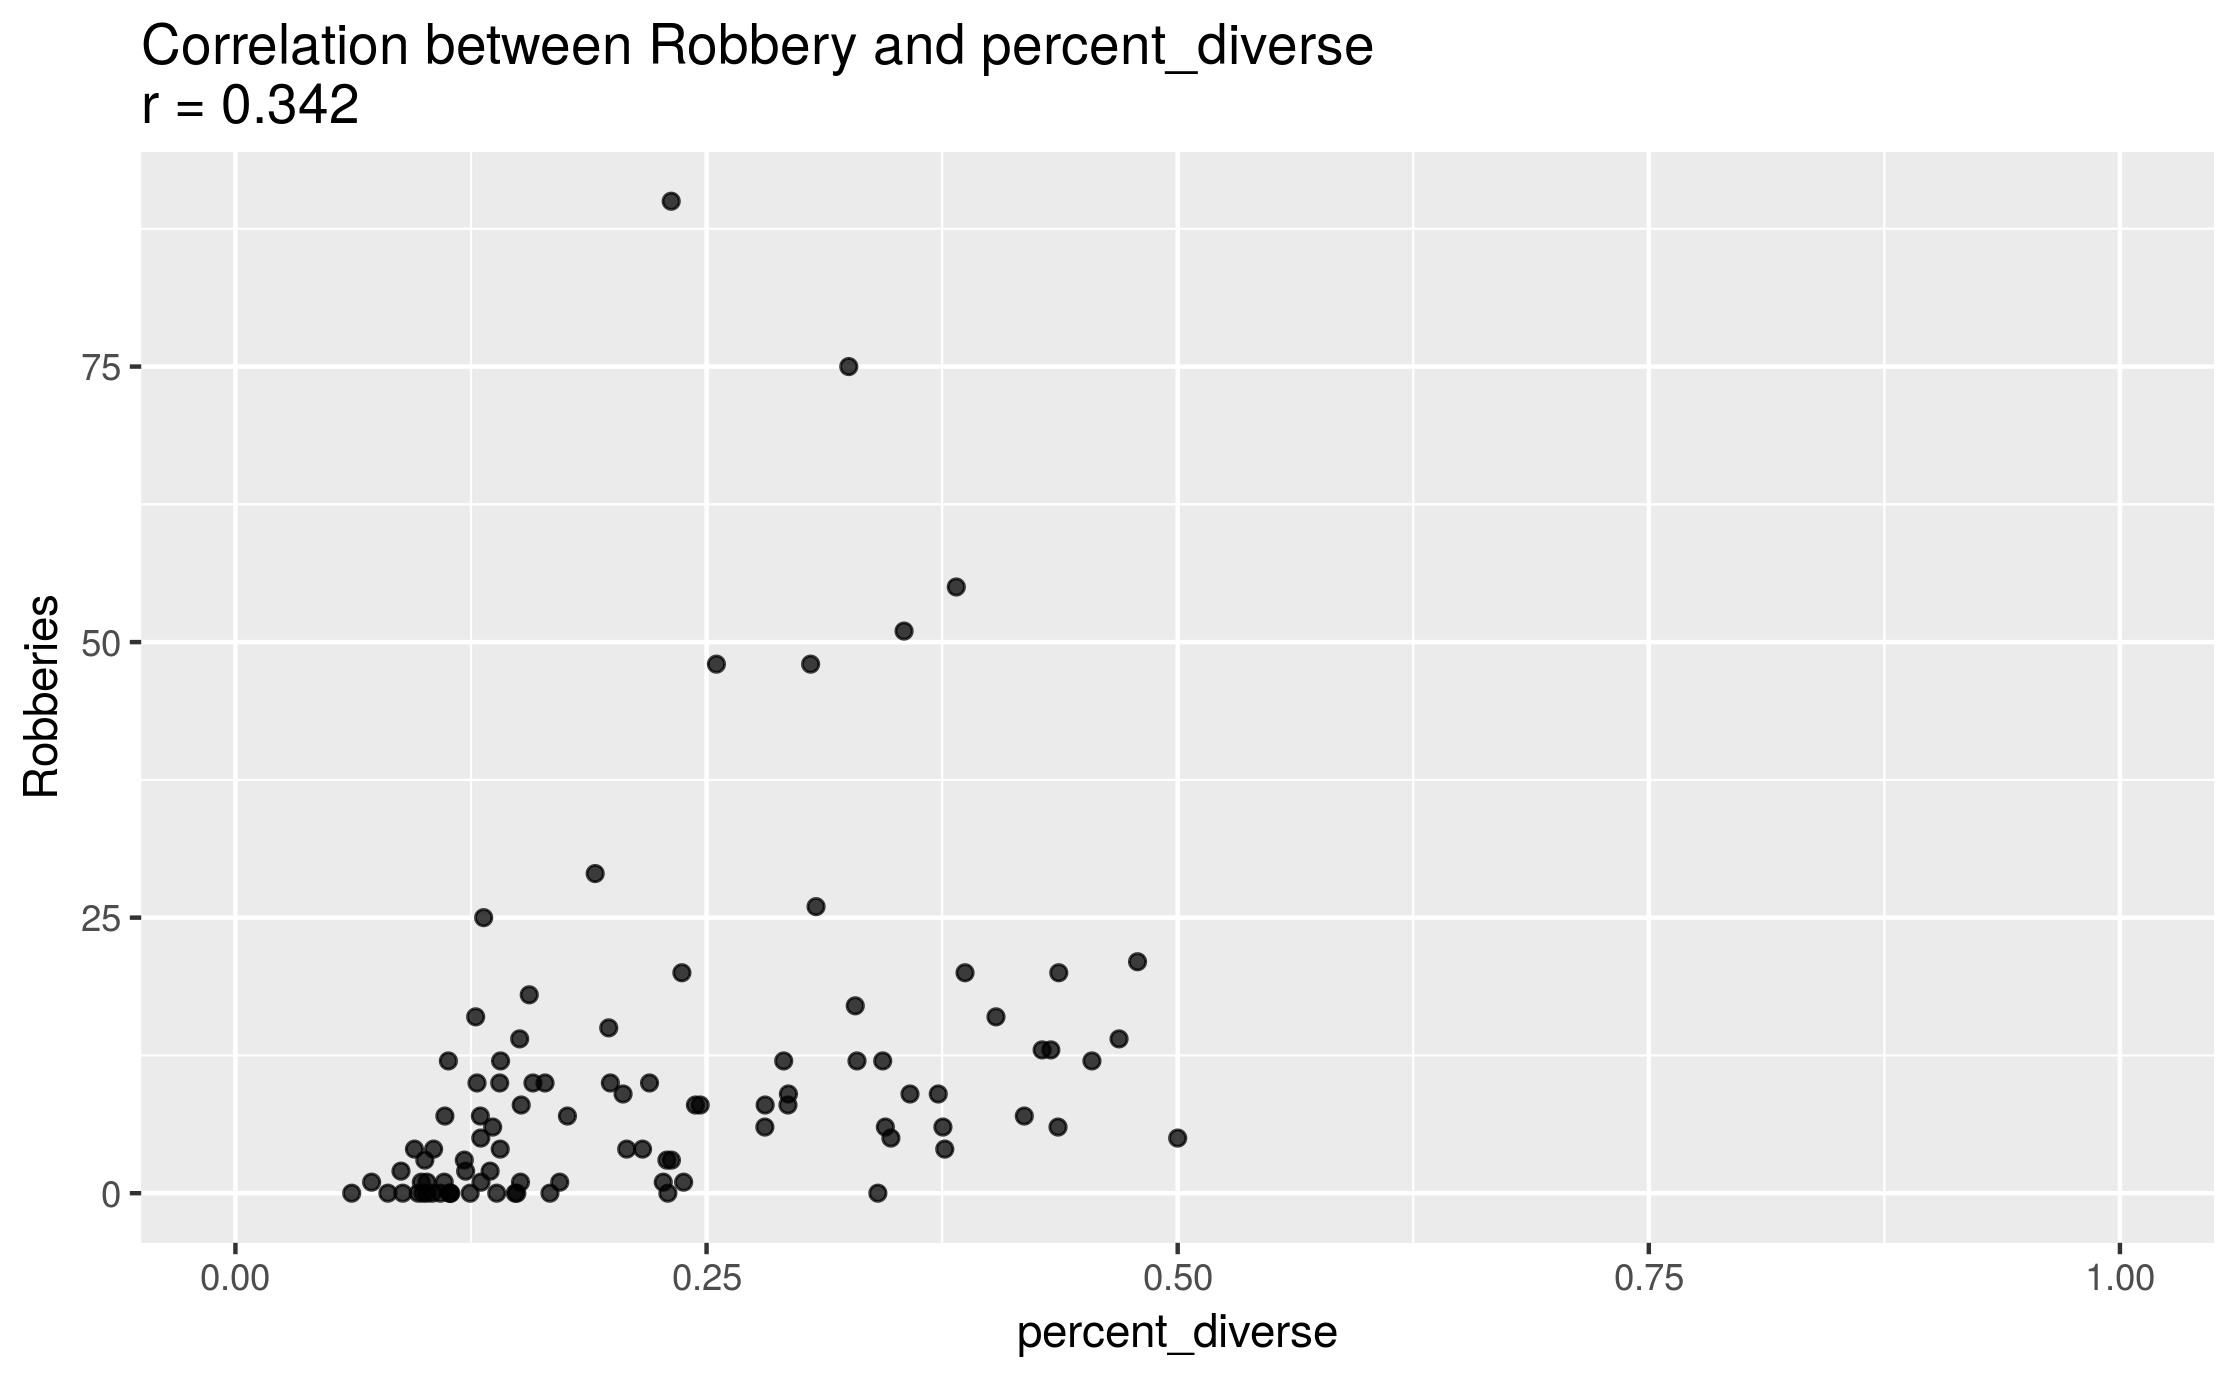 Correlation between Robbery and percent_diverse
r = 0.342
Robberies
75
50
25
0
0.00 0.25 0.50 0.75 1.00
percent_diverse